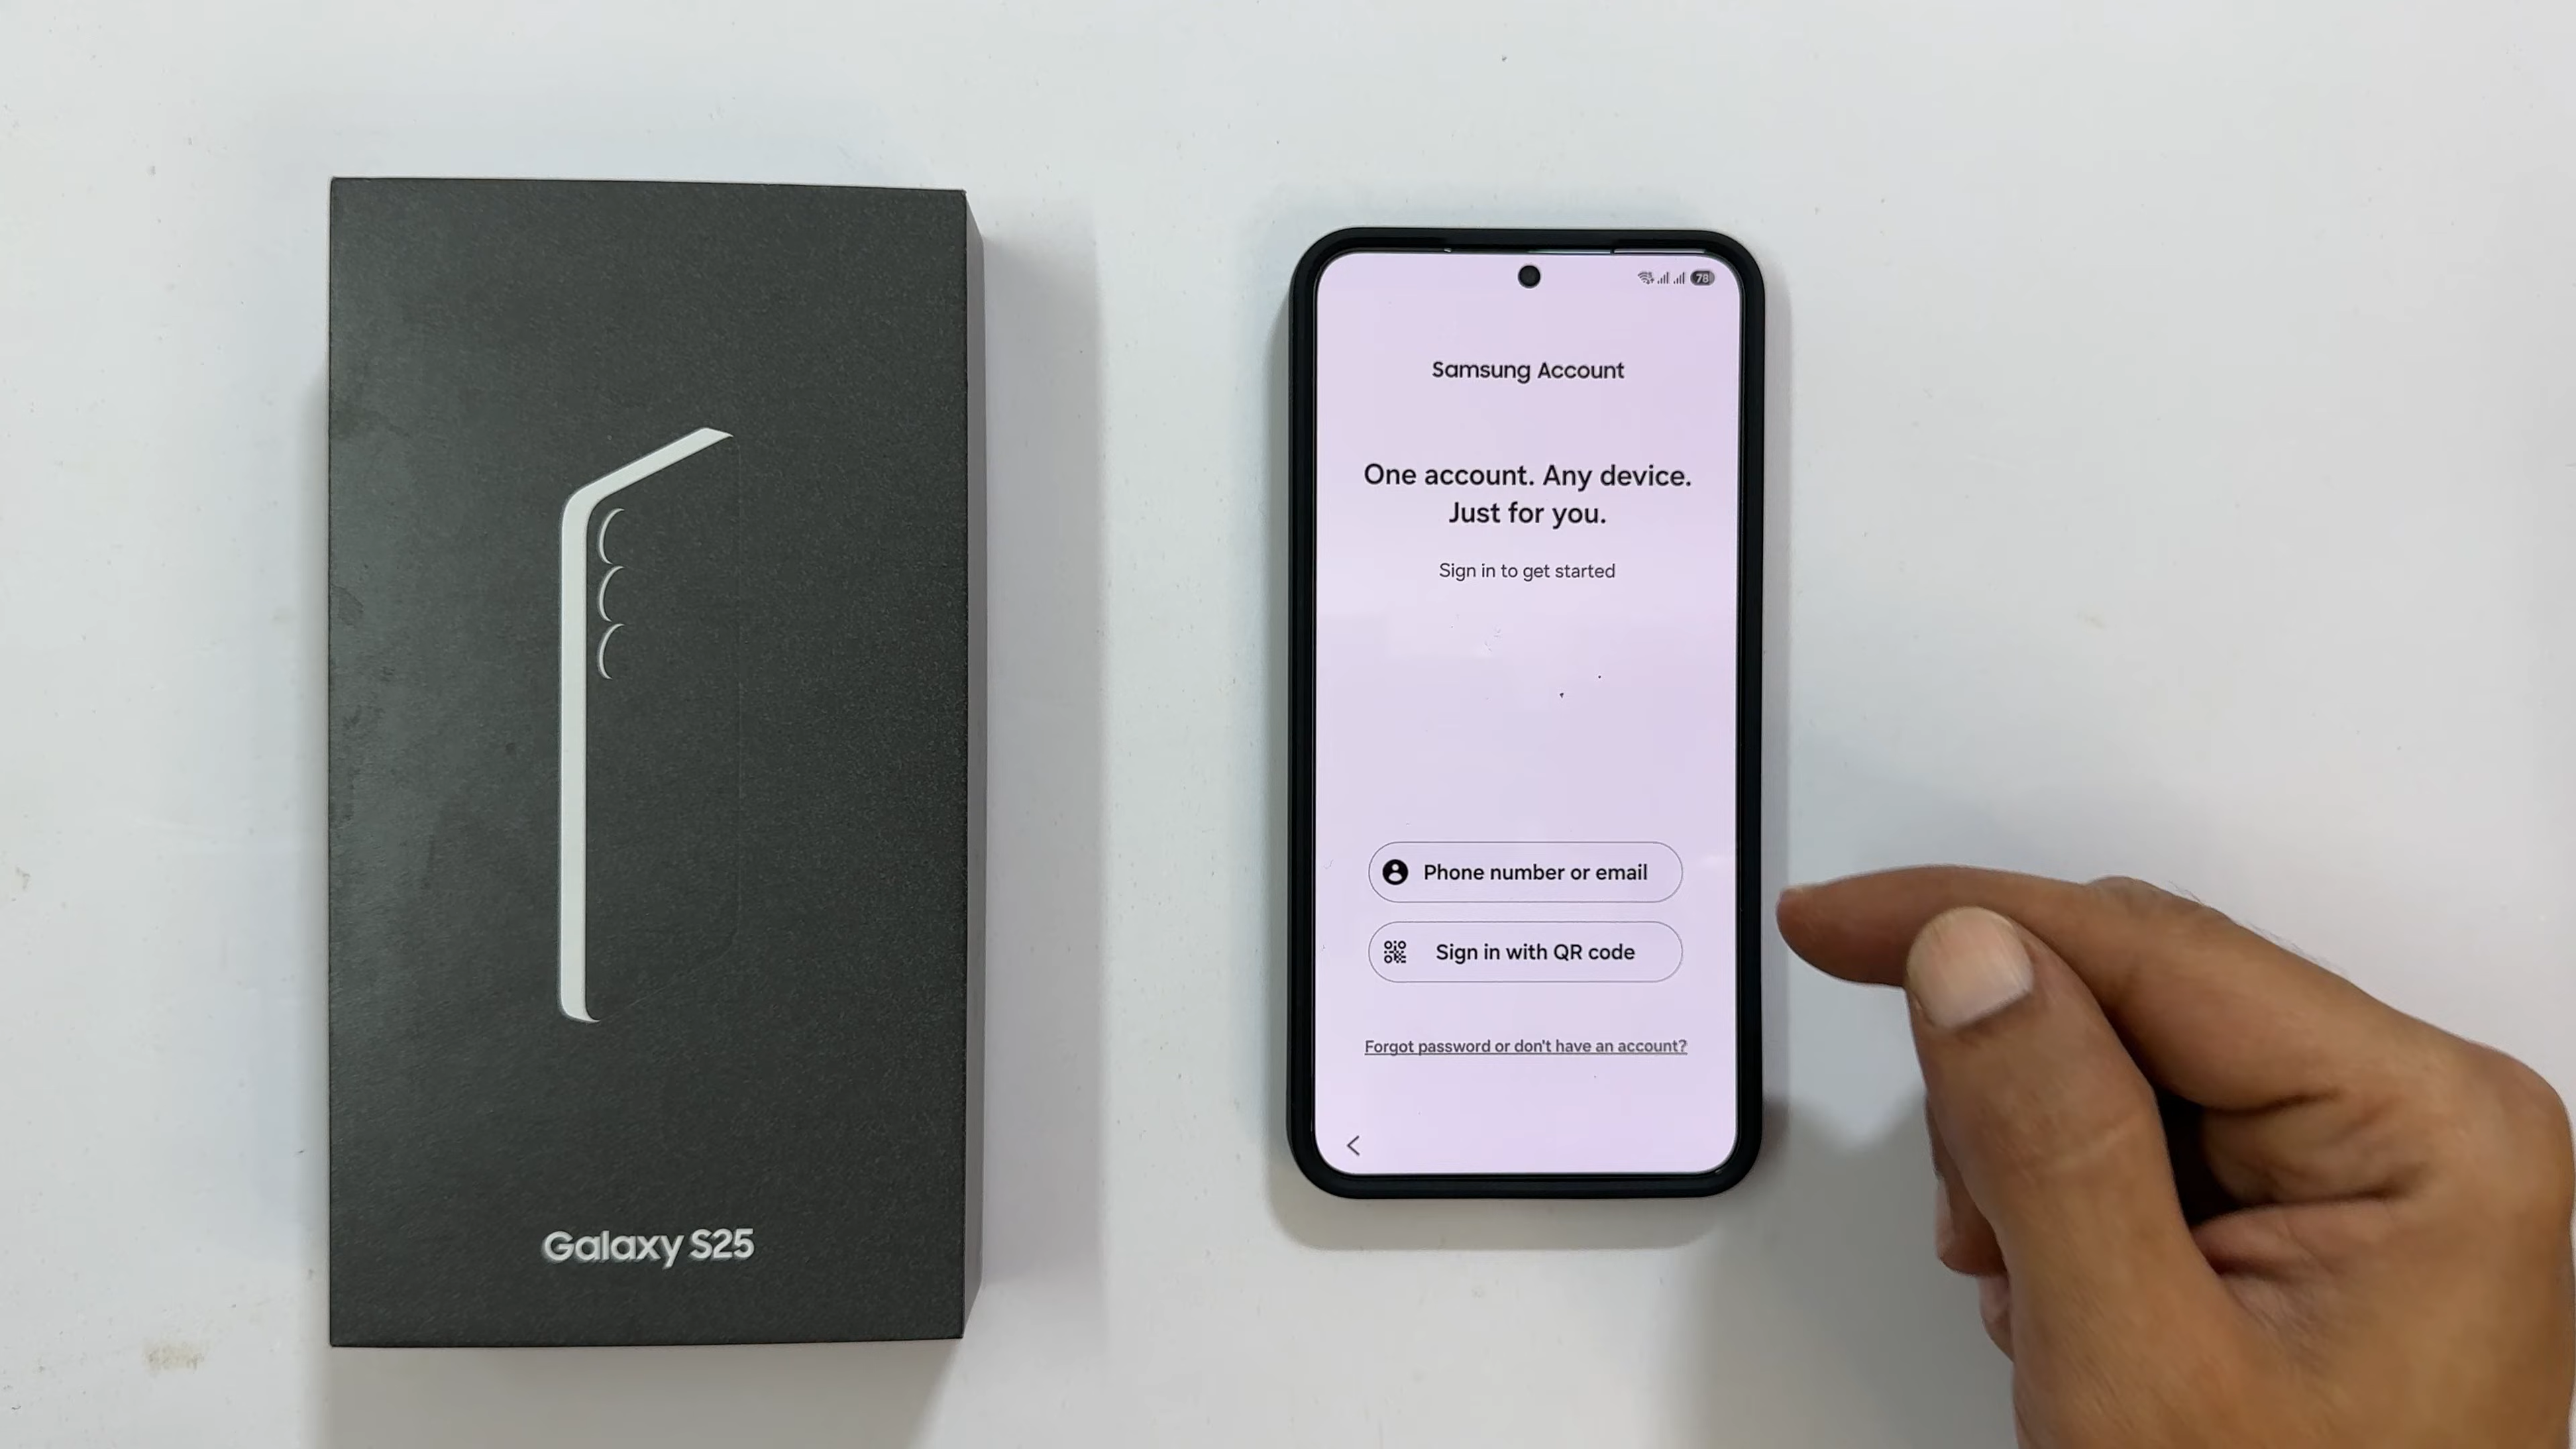 Galaxy S25
78
Samsung Account
One account. Any device.
Just for you.
Sign in to get started
Phone number or email
Sign in with QR code
Forgot password or don't have an account?